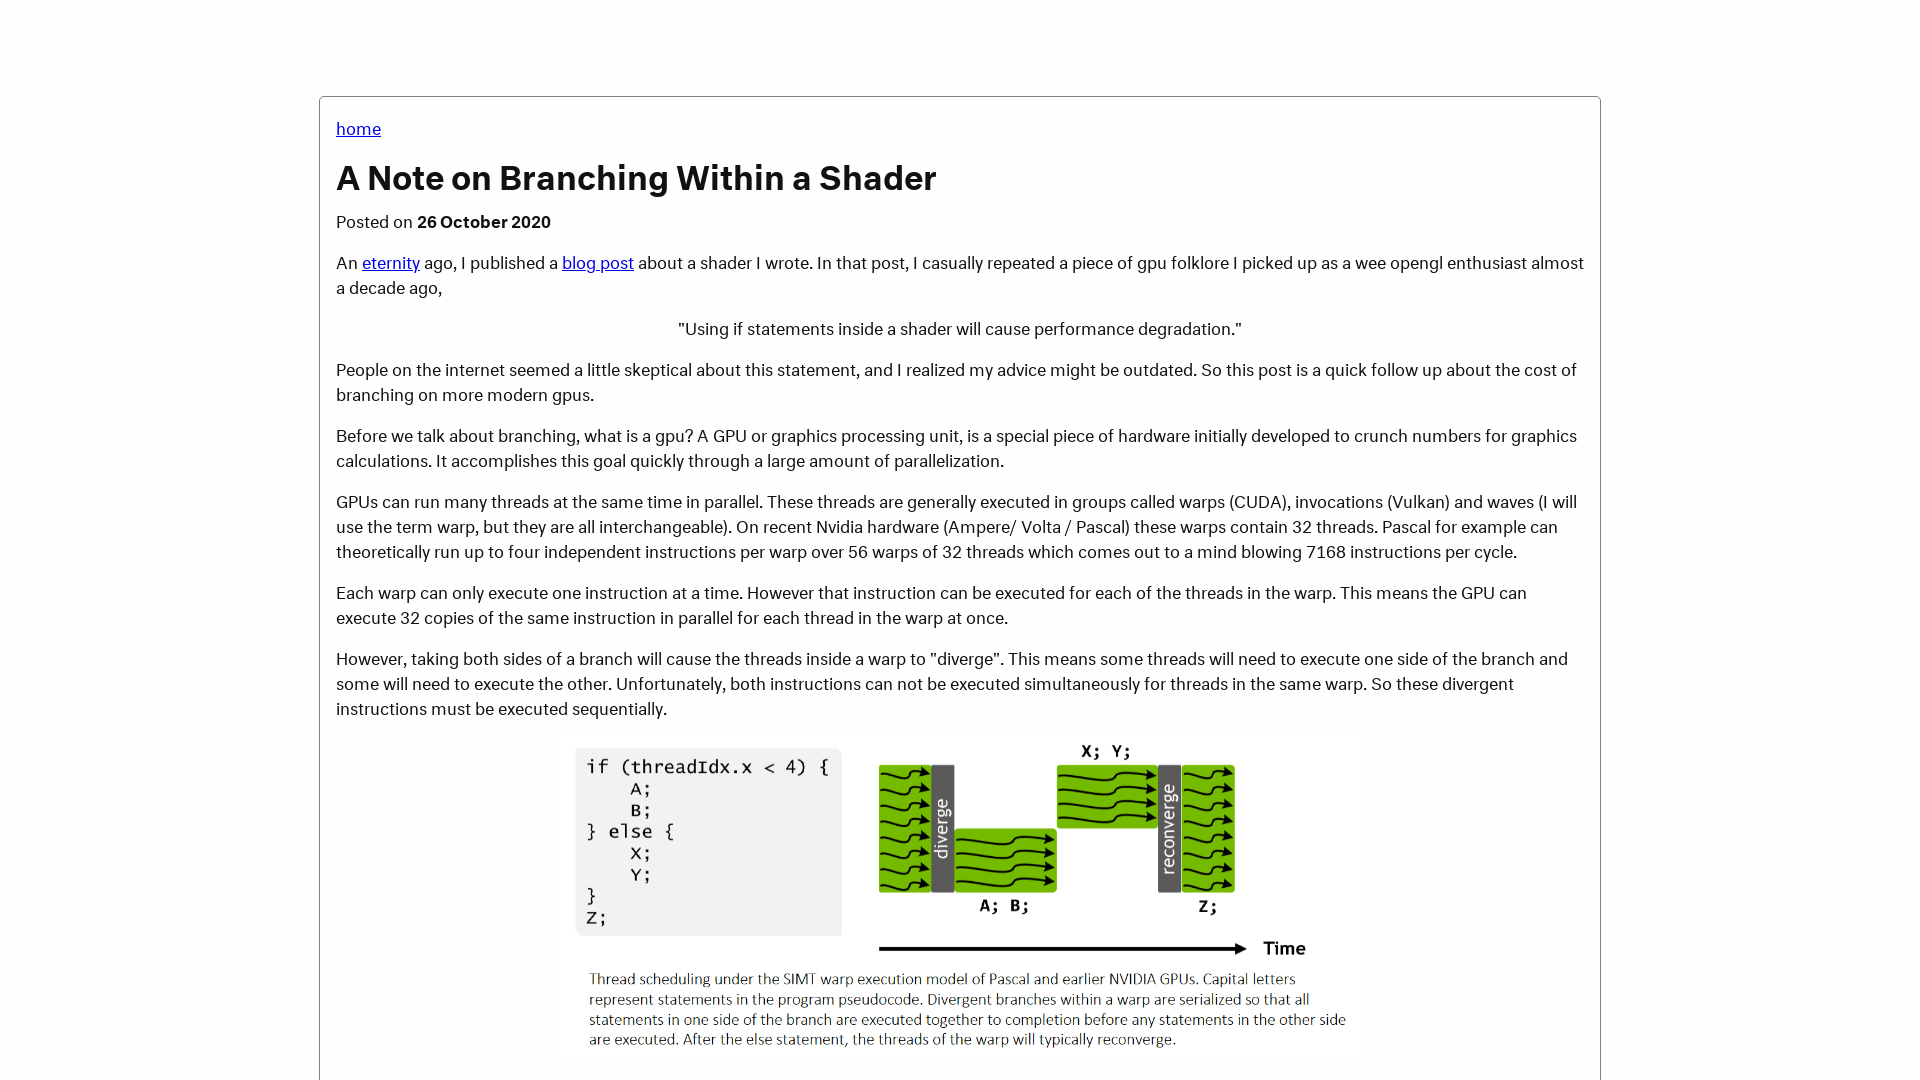 home
A Note on Branching Within a Shader
Posted on 26 October 2020
An eternity ago, I published a blog post about a shader I wrote. In that post, I casually repeated a piece of gpu folklore I picked up as a wee opengl enthusiast almost
a decade ago,
"Using if statements inside a shader will cause performance degradation."
People on the internet seemed a little skeptical about this statement, and I realized my advice might be outdated. So this post is a quick follow up about the cost of
branching on more modern gpus.
Before we talk about branching, what is a gpu? A GPU or graphics processing unit, is a special piece of hardware initially developed to crunch numbers for graphics
calculations. It accomplishes this goal quickly through a large amount of parallelization.
GPUs can run many threads at the same time in parallel. These threads are generally executed in groups called warps (CUDA), invocations (Vulkan) and waves (I will
use the term warp, but they are all interchangeable). On recent Nvidia hardware (Ampere/ Volta / Pascal) these warps contain 32 threads. Pascal for example can
theoretically run up to four independent instructions per warp over 56 warps of 32 threads which comes out to a mind blowing 7168 instructions per cycle.
Each warp can only execute one instruction at a time. However that instruction can be executed for each of the threads in the warp. This means the GPU can
execute 32 copies of the same instruction in parallel for each thread in the warp at once.
However, taking both sides of a branch will cause the threads inside a warp to "diverge". This means some threads will need to execute one side of the branch and
some will need to execute the other. Unfortunately, both instructions can not be executed simultaneously for threads in the same warp. So these divergent
instructions must be executed sequentially.
if (threadIdx.x < 4) {
A;
B;
} else {
X;
Y;
}
Z;
diverge
A; B;
X; Y;
reconverge
Z;
Time
Thread scheduling under the SIMT warp execution model of Pascal and earlier NVIDIA GPUs. Capital letters
represent statements in the program pseudocode. Divergent branches within a warp are serialized so that all
statements in one side of the branch are executed together to completion before any statements in the other side
are executed. After the else statement, the threads of the warp will typically reconverge.